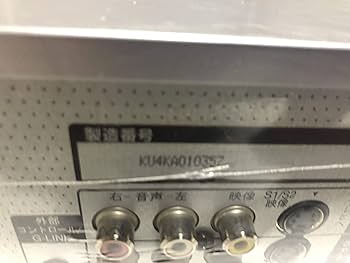 製造番号
KU4KA010357
右-音声-左 映像 S1/S2
映像
外部
コントロール
G-LINK